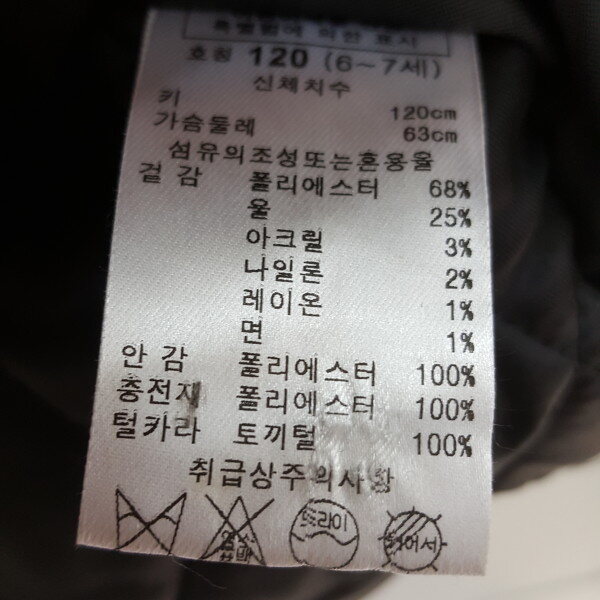 특별법에 의한 표시
호칭 120 (6~7세)
신체치수
키 120cm
가슴둘레 63cm
섬유의조성또는혼용율
겉 감 폴리에스터 68%
울 25%
아크릴 3%
나일론 2%
레이온 1%
면 1%
안 감 폴리에스터 100%
충전재 폴리에스터 100%
털카라 토끼털 100%
취급상주의사항
드라이